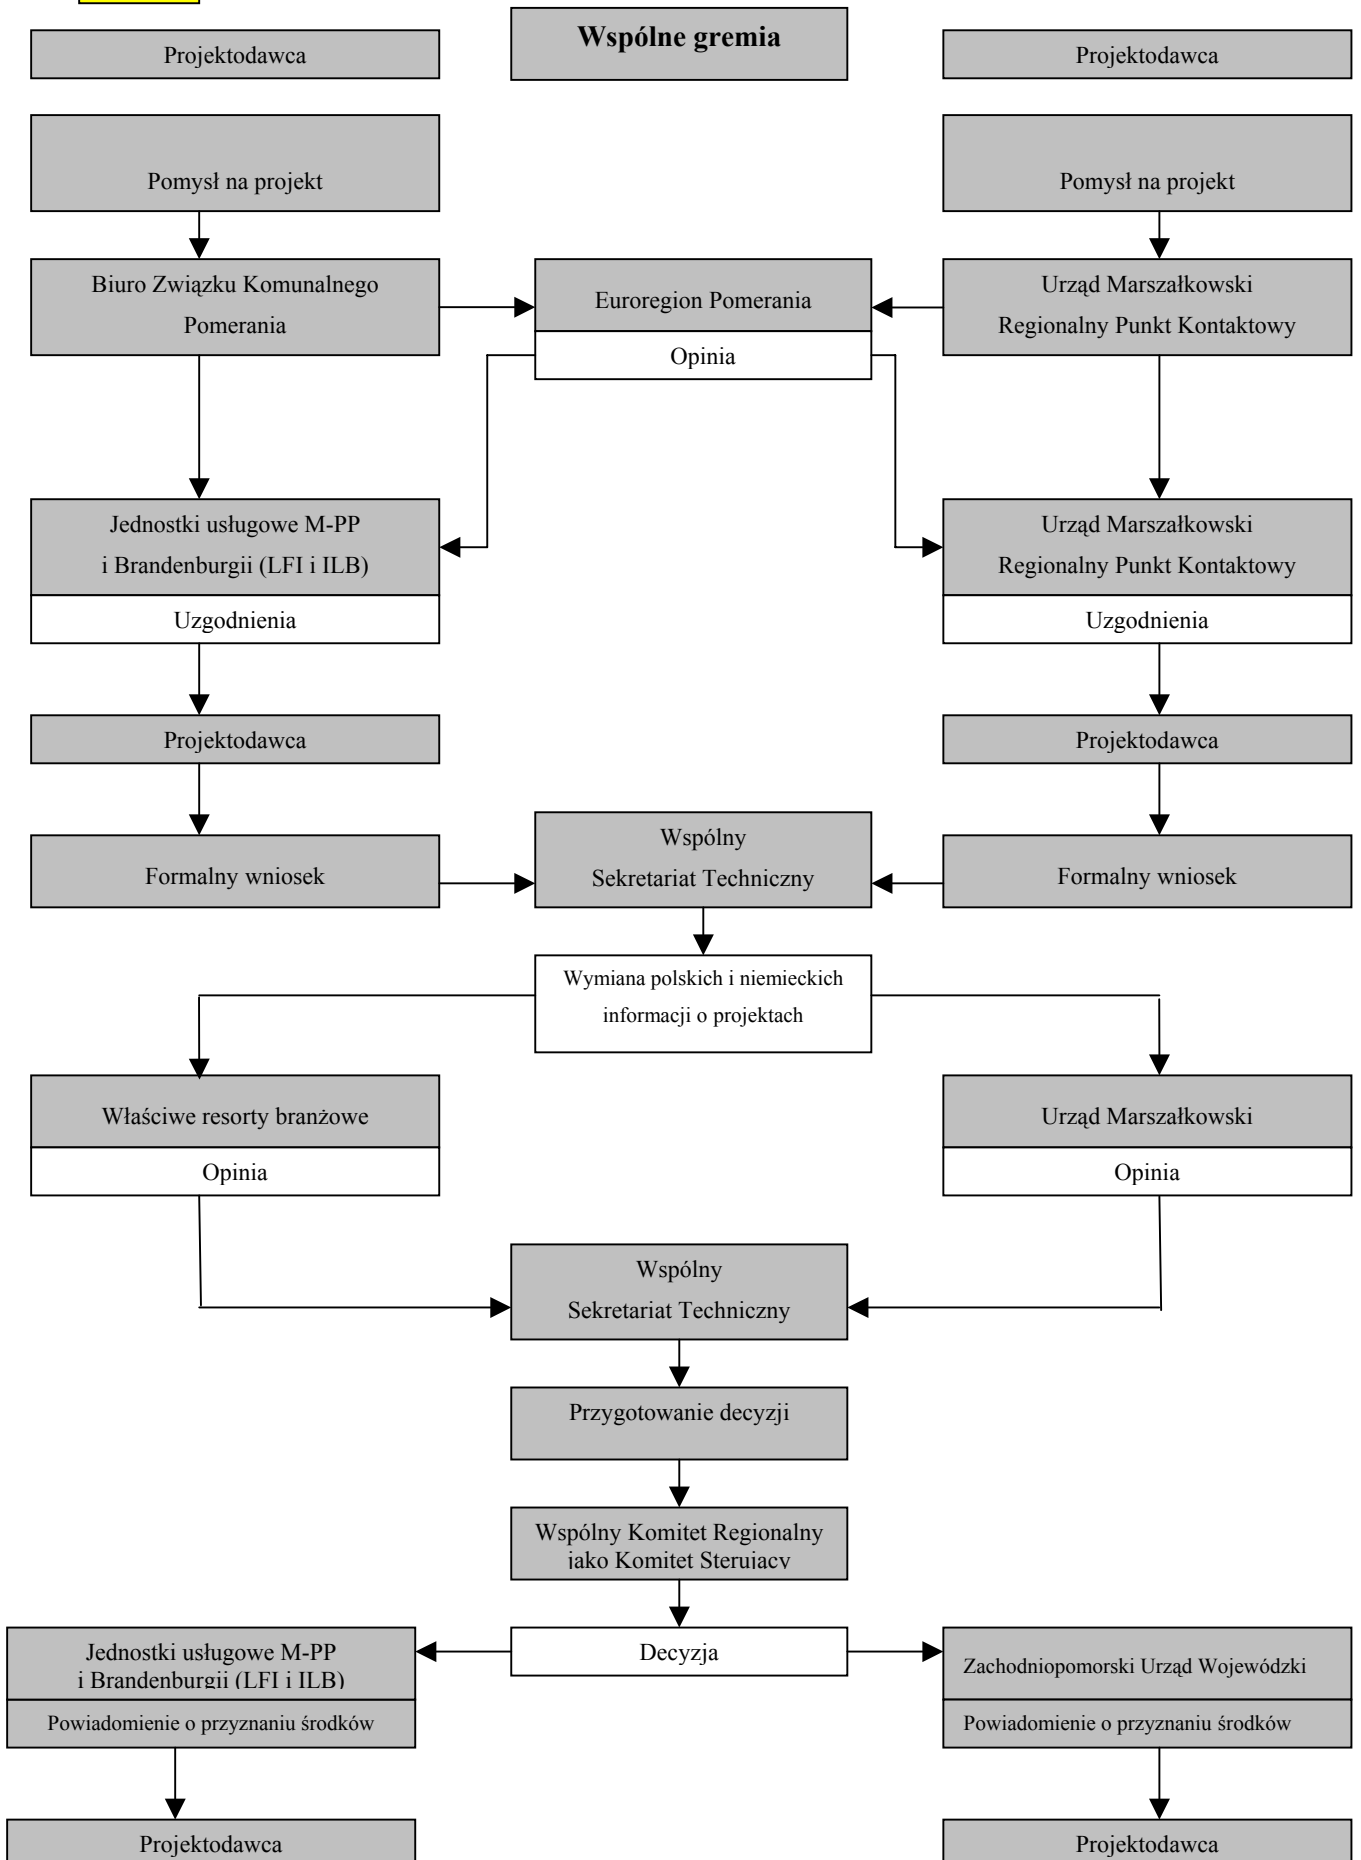 Projektodawca
Wspólne gremia
Projektodawca
Pomysł na projekt
Pomysł na projekt
Biuro Związku Komunalnego
Pomerania
Euroregion Pomerania
Opinia
Urząd Marszałkowski
Regionalny Punkt Kontaktowy
Jednostki usługowe M-PP
i Brandenburgii (LFI i ILB)
Uzgodnienia
Urząd Marszałkowski
Regionalny Punkt Kontaktowy
Uzgodnienia
Projektodawca
Projektodawca
Formalny wniosek
Wspólny
Sekretariat Techniczny
Formalny wniosek
Wymiana polskich i niemieckich
informacji o projektach
Właściwe resorty branżowe
Opinia
Urząd Marszałkowski
Opinia
Wspólny
Sekretariat Techniczny
Przygotowanie decyzji
Wspólny Komitet Regionalny
jako Komitet Sterujący
Decyzja
Jednostki usługowe M-PP
i Brandenburgii (LFI i ILB)
Powiadomienie o przyznaniu środków
Zachodniopomorski Urząd Wojewódzki
Powiadomienie o przyznaniu środków
Projektodawca
Projektodawca